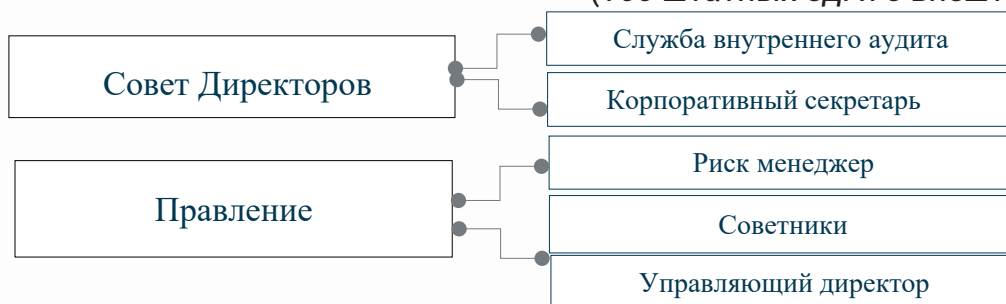 Служба внутреннего аудита
Совет Директоров
Корпоративный секретарь
Риск менеджер
Правление
Советники
Управляющий директор